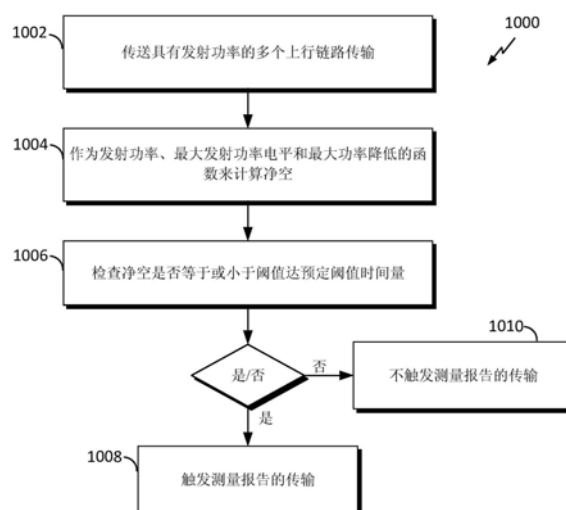 1002
1000
传送具有发射功率的多个上行链路传输
1004
作为发射功率、最大发射功率电平和最大功率降低的函
数来计算净空
1006
检查净空是否等于或小于阈值达预定阈值时间量
1010
是/否
否
不触发测量报告的传输
是
1008
触发测量报告的传输